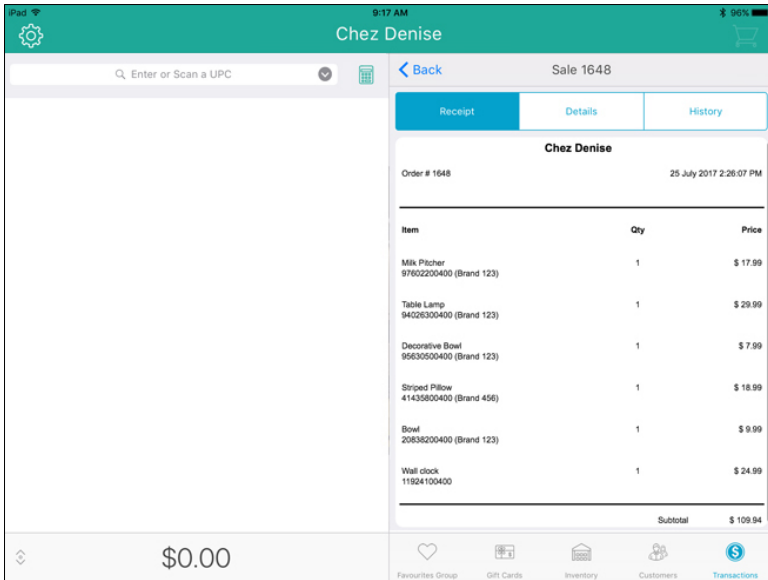 iPad 9:17 AM 96%
Chez Denise
Enter or Scan a UPC
Back Sale 1648
Receipt Details History
Chez Denise
Order # 1648 25 July 2017 2:26:07 PM
Item Qty Price
Milk Pitcher 1 $ 17.99
97602200400 (Brand 123)
Table Lamp 1 $ 29.99
94026300400 (Brand 123)
Decorative Bowl 1 $ 7.99
95630500400 (Brand 123)
Striped Pillow 1 $ 18.99
41435800400 (Brand 456)
Bowl 1 $ 9.99
20838200400 (Brand 123)
Wall clock 1 $ 24.99
11924100400
Subtotal $ 109.94
$0.00
Favourites Group Gift Cards Inventory Customers Transactions